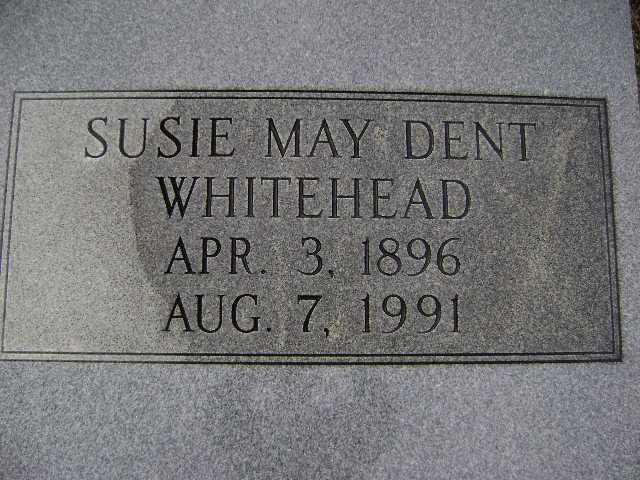 SUSIE MAY DENT
WHITEHEAD
APR. 3, 1896
AUG. 7, 1991